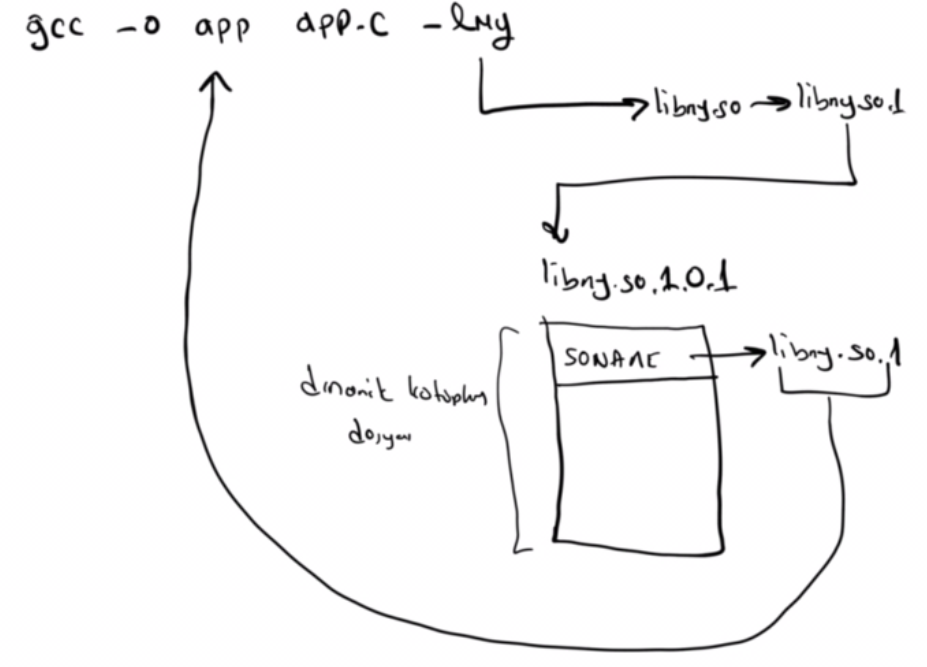 gcc -o app app.c -lmy
libmy.so → libmy.so.1
libmy.so.1.0.1
SONAME → libmy.so.1
dinamik kütüphane
dosyası